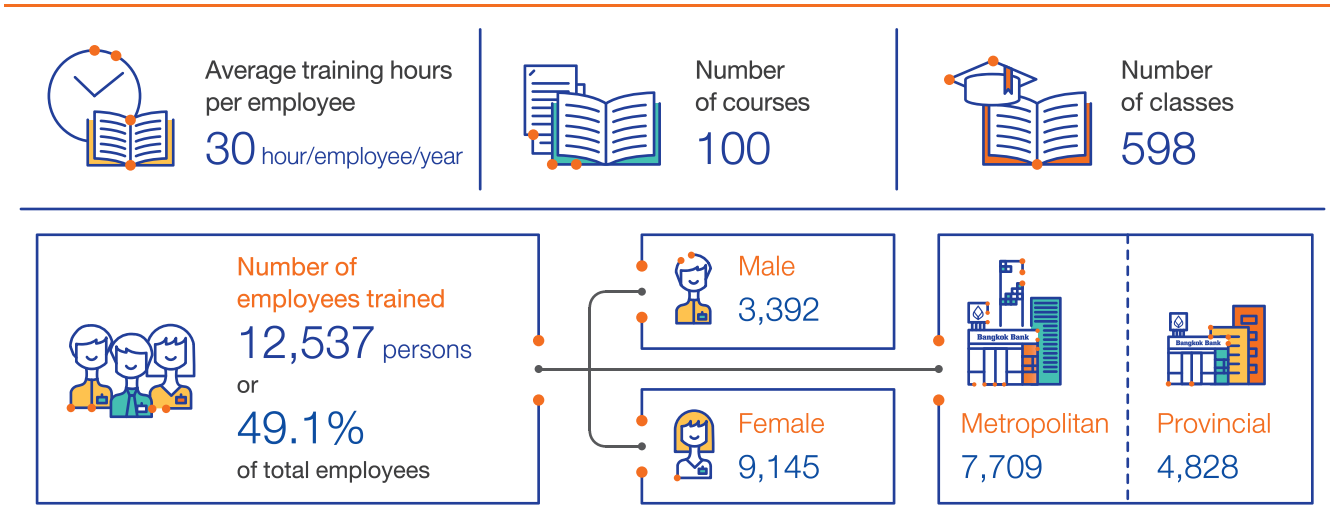 Average training hours
per employee
30 hour/employee/year
Number
of courses
100
Number
of classes
598
Number of
employees trained
12,537 persons
or
49.1%
of total employees
Male
3,392
Female
9,145
Bangkok Bank
Metropolitan
7,709
Bangkok Bank
Provincial
4,828